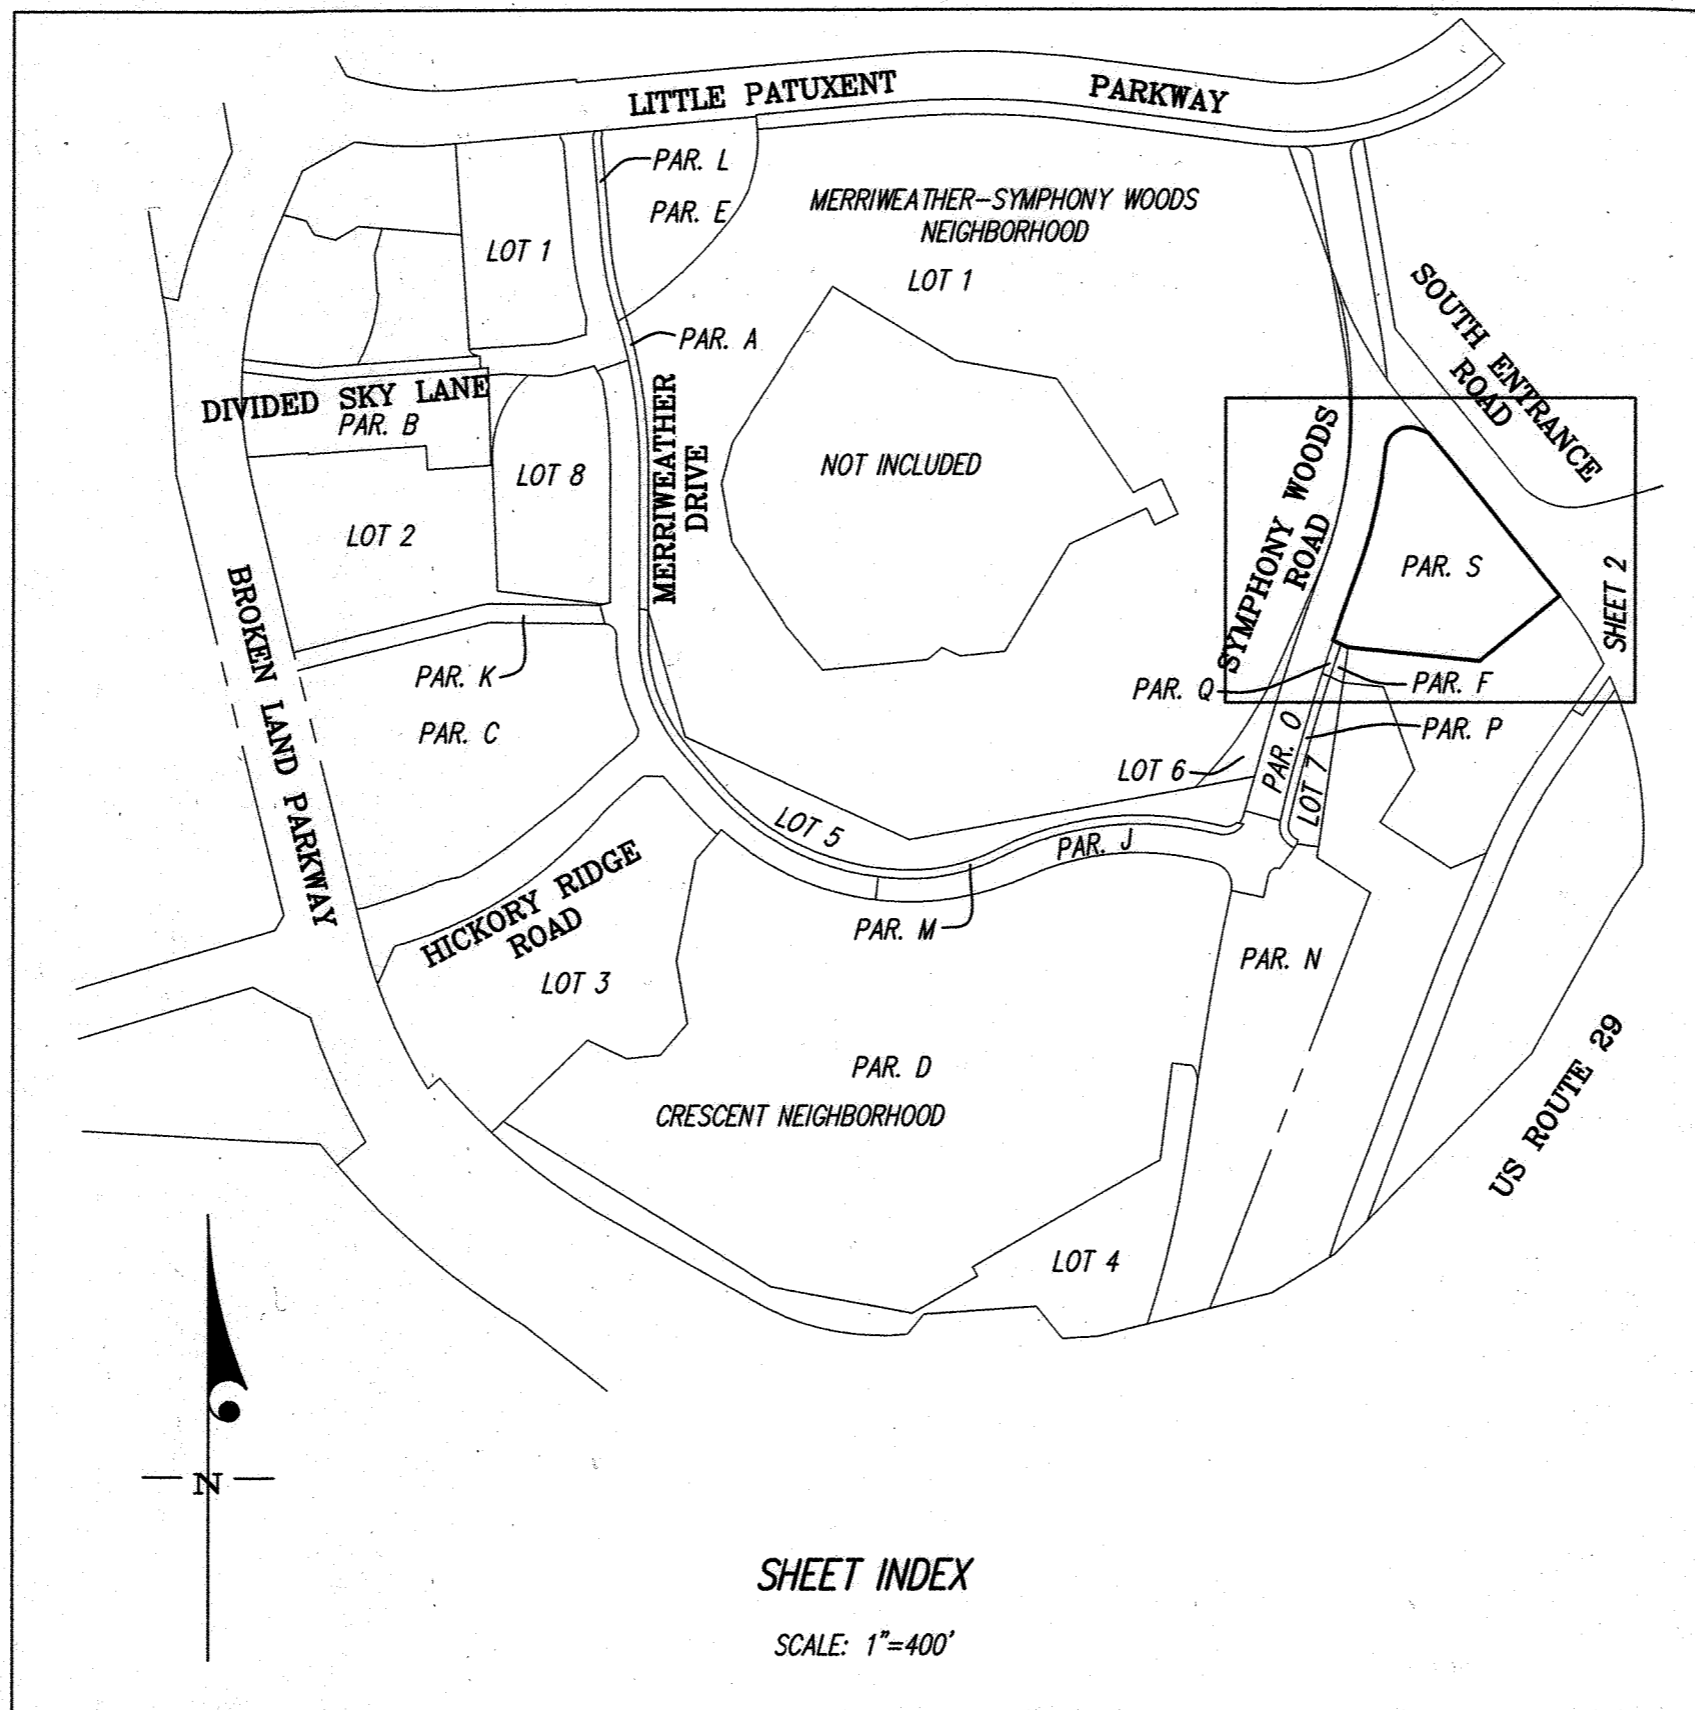 LITTLE PATUXENT PARKWAY
PAR. L
PAR. E
MERRIWEATHER-SYMPHONY WOODS
NEIGHBORHOOD
LOT 1
LOT 1
PAR. A
SOUTH ENTRANCE
ROAD
DIVIDED SKY LANE
PAR. B
MERRIWEATHER
DRIVE
NOT INCLUDED
LOT 8
LOT 2
SYMPHONY WOODS
ROAD
PAR. S
SHEET 2
BROKEN LAND PARKWAY
PAR. K
PAR. C
PAR. Q
PAR. F
PAR. O
PAR. P
LOT 6
LOT 7
LOT 5
PAR. J
HICKORY RIDGE
ROAD
PAR. M
LOT 3
PAR. N
PAR. D
CRESCENT NEIGHBORHOOD
US ROUTE 29
LOT 4
N
SHEET INDEX
SCALE: 1"=400'